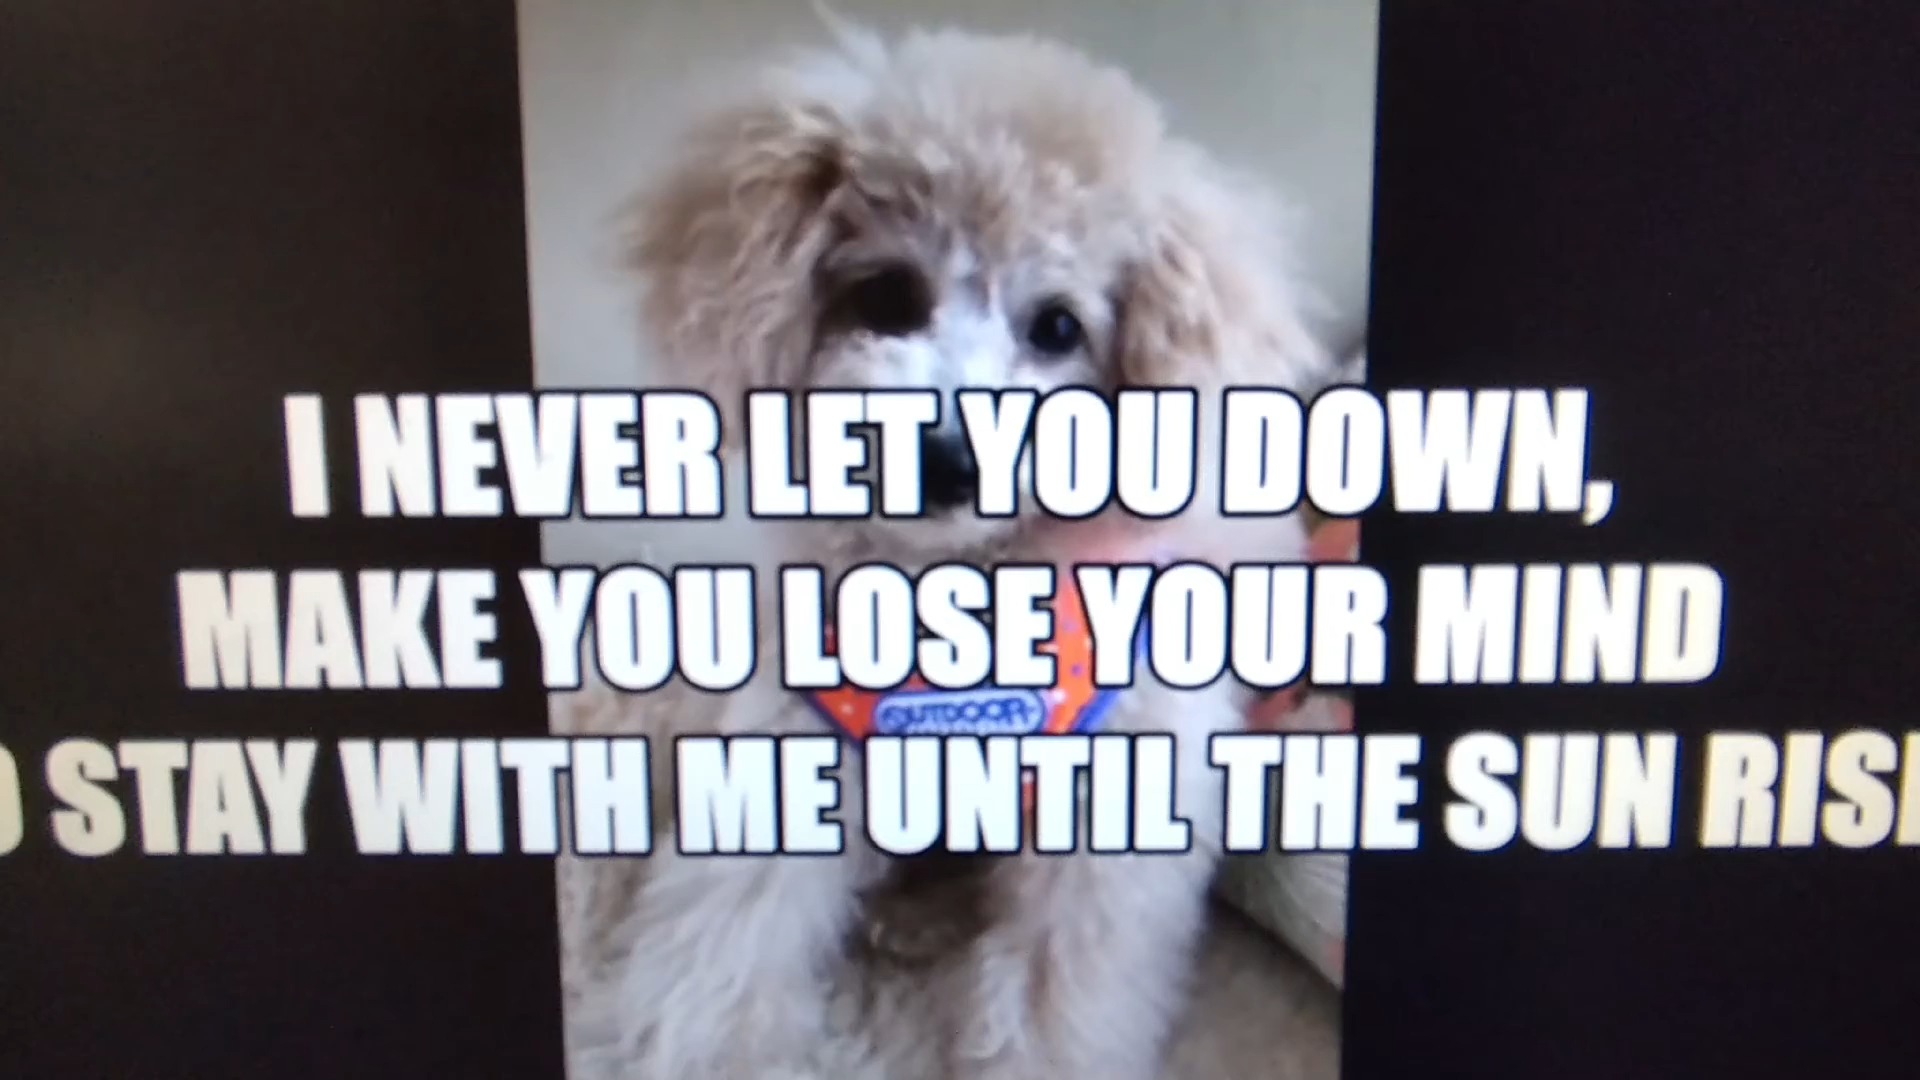 I NEVER LET YOU DOWN,
MAKE YOU LOSE YOUR MIND
STAY WITH ME UNTIL THE SUN
OUTDOOR